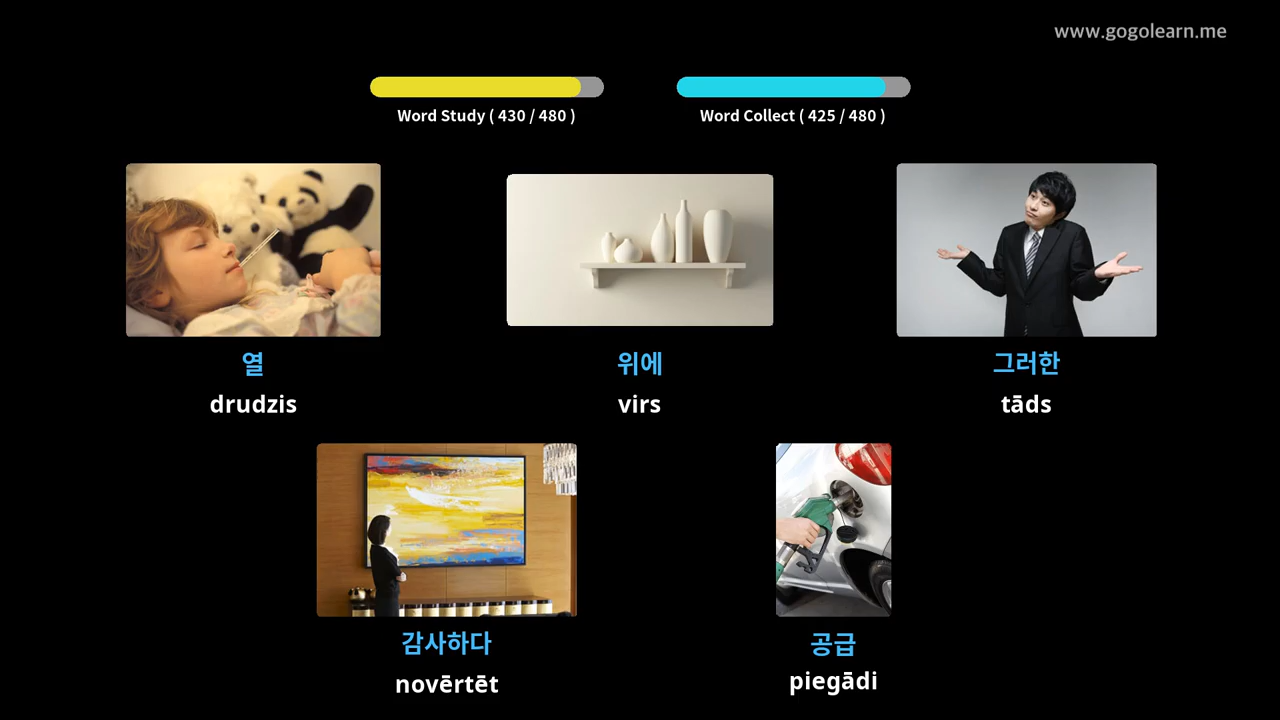 www.gogolearn.me
Word Study ( 430 / 480 )
Word Collect ( 425 / 480 )
열
drudzis
위에
virs
그러한
tāds
감사하다
novērtēt
공급
piegādi